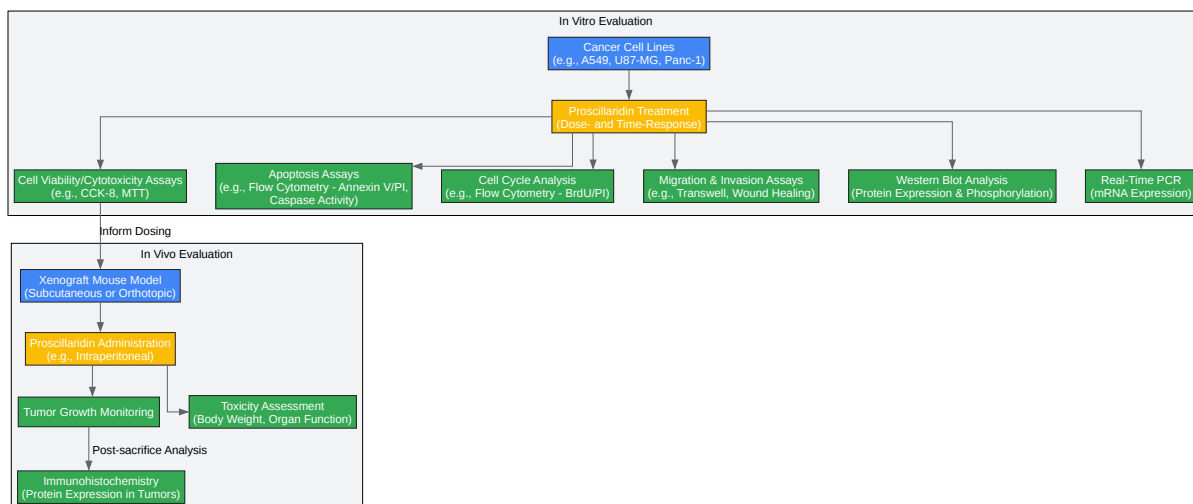 In Vitro Evaluation
Cancer Cell Lines
(e.g., A549, U87-MG, Panc-1)
Proscillaridin Treatment
(Dose- and Time-Response)
Cell Viability/Cytotoxicity Assays
(e.g., CCK-8, MTT)
Apoptosis Assays
(e.g., Flow Cytometry - Annexin V/PI,
Caspase Activity)
Cell Cycle Analysis
(e.g., Flow Cytometry - BrdU/PI)
Migration & Invasion Assays
(e.g., Transwell, Wound Healing)
Western Blot Analysis
(Protein Expression & Phosphorylation)
Real-Time PCR
(mRNA Expression)
Inform Dosing
In Vivo Evaluation
Xenograft Mouse Model
(Subcutaneous or Orthotopic)
Proscillaridin Administration
(e.g., Intraperitoneal)
Tumor Growth Monitoring
Toxicity Assessment
(Body Weight, Organ Function)
Post-sacrifice Analysis
Immunohistochemistry
(Protein Expression in Tumors)